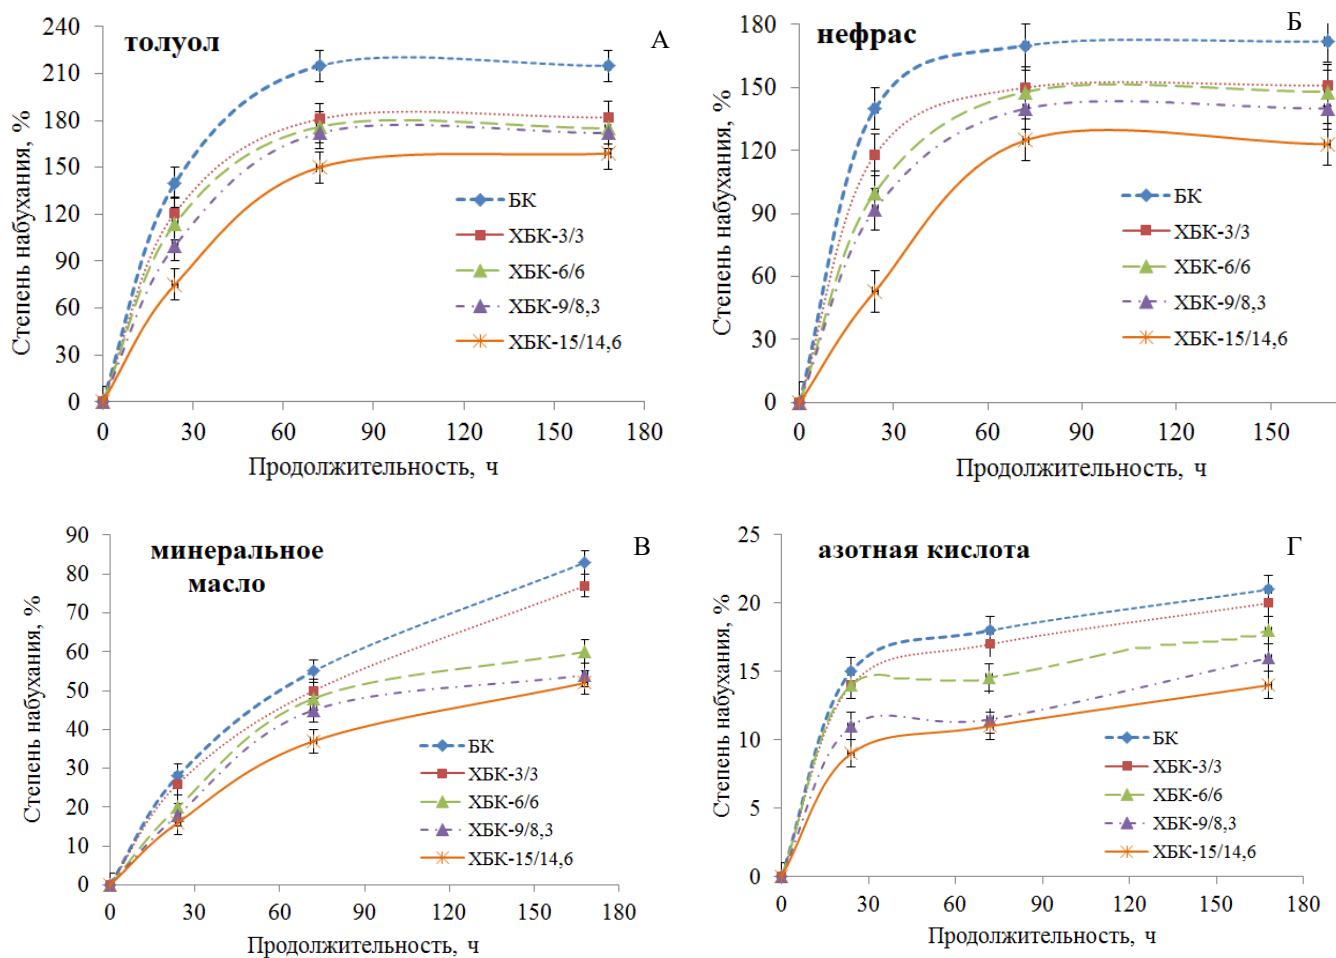 толуол
А
Степень набухания, %
240
210
180
150
120
90
60
30
0
БК
ХБК-3/3
ХБК-6/6
ХБК-9/8,3
ХБК-15/14,6
0 30 60 90 120 150 180
Продолжительность, ч
нефрас
Б
Степень набухания, %
180
150
120
90
60
30
0
БК
ХБК-3/3
ХБК-6/6
ХБК-9/8,3
ХБК-15/14,6
0 30 60 90 120 150
Продолжительность, ч
минеральное
масло
В
Степень набухания, %
90
80
70
60
50
40
30
20
10
0
БК
ХБК-3/3
ХБК-6/6
ХБК-9/8,3
ХБК-15/14,6
0 30 60 90 120 150 180
Продолжительность, ч
азотная кислота
Г
Степень набухания, %
25
20
15
10
5
0
БК
ХБК-3/3
ХБК-6/6
ХБК-9/8,3
ХБК-15/14,6
0 30 60 90 120 150 180
Продолжительность, ч